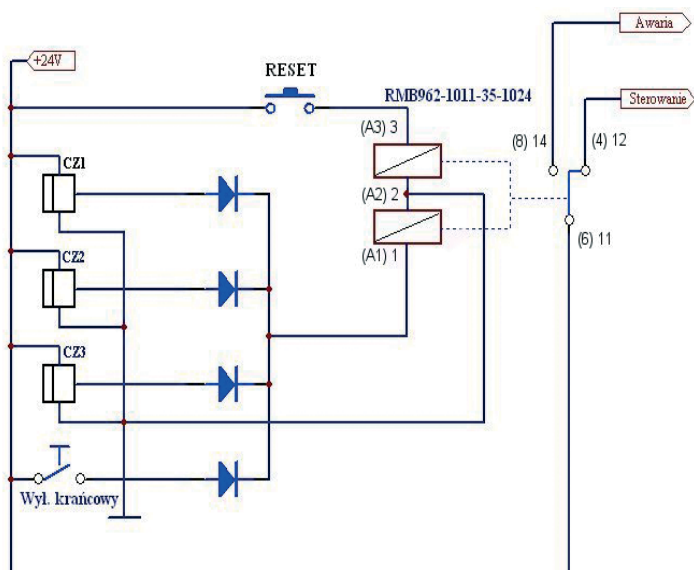 Awaria
+24V
RESET
RMB962-1011-35-1024
Sterowanie
(A3) 3
(8) 14
(4) 12
CZ1
(A2) 2
(6) 11
(A1) 1
CZ2
CZ3
Wył. krańcowy